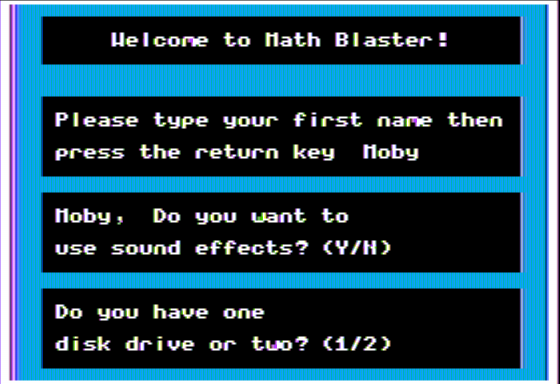 Welcome to Math Blaster!
Please type your first name then
press the return key  Moby
Moby,  Do you want to
use sound effects? (Y/N)
Do you have one
disk drive or two? (1/2)